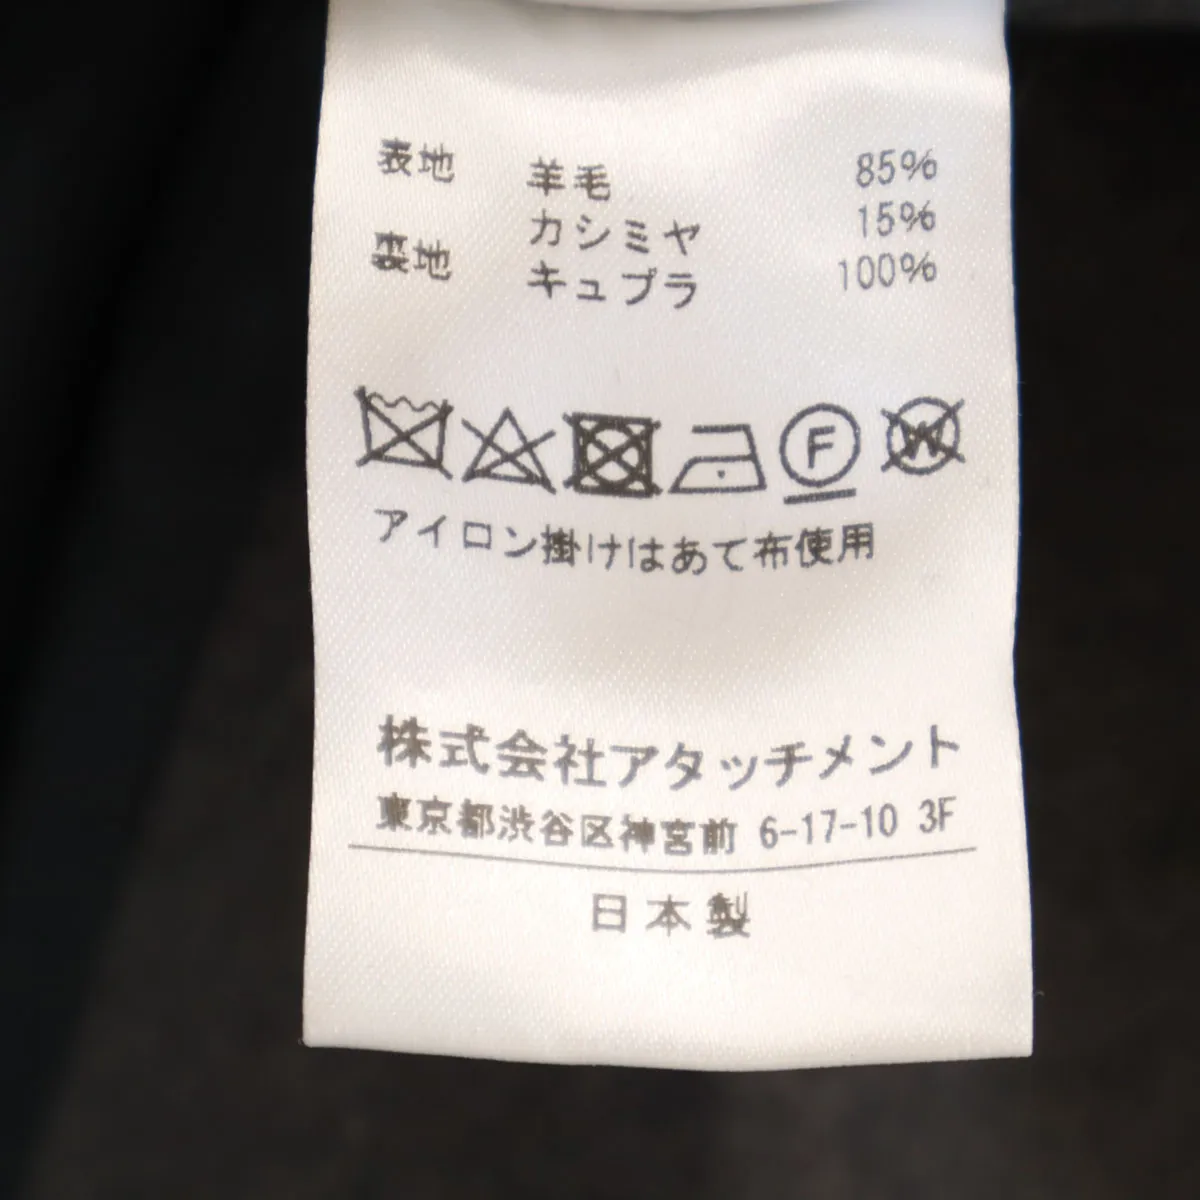 表地 羊毛 85%
カシミヤ 15%
裏地 キュプラ 100%
F W
アイロン掛けはあて布使用
株式会社アタッチメント
東京都渋谷区神宮前 6-17-10 3F
日本製